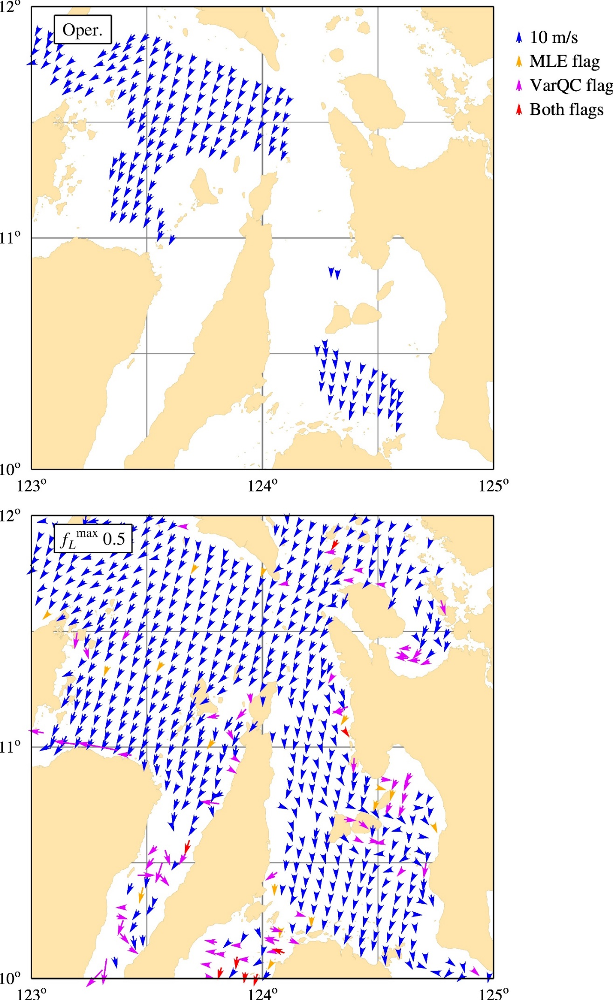 12°
Oper.
10 m/s
MLE flag
VarQC flag
Both flags
11°
10°
123° 124° 125°
12°
f_L^max 0.5
11°
10°
123° 124° 125°